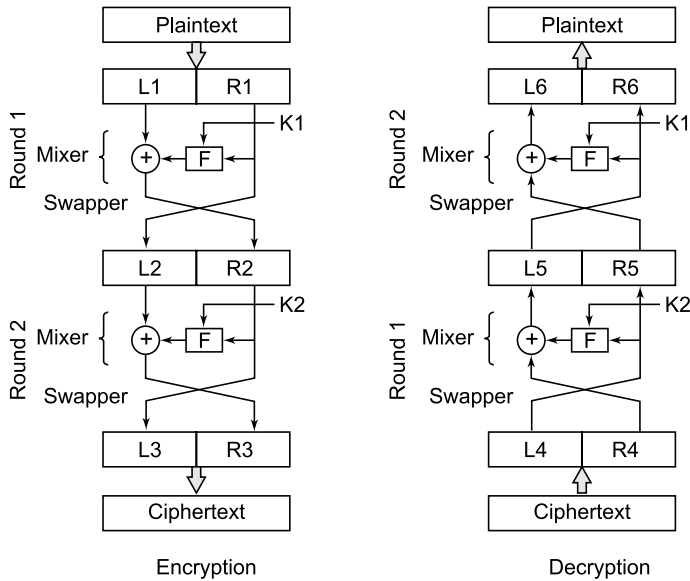 Plaintext
L1 R1
K1
Round 1
Mixer
+
F
Swapper
L2 R2
K2
Round 2
Mixer
+
F
Swapper
L3 R3
Ciphertext
Encryption
Plaintext
L6 R6
K1
Round 2
Mixer
+
F
Swapper
L5 R5
K2
Round 1
Mixer
+
F
Swapper
L4 R4
Ciphertext
Decryption